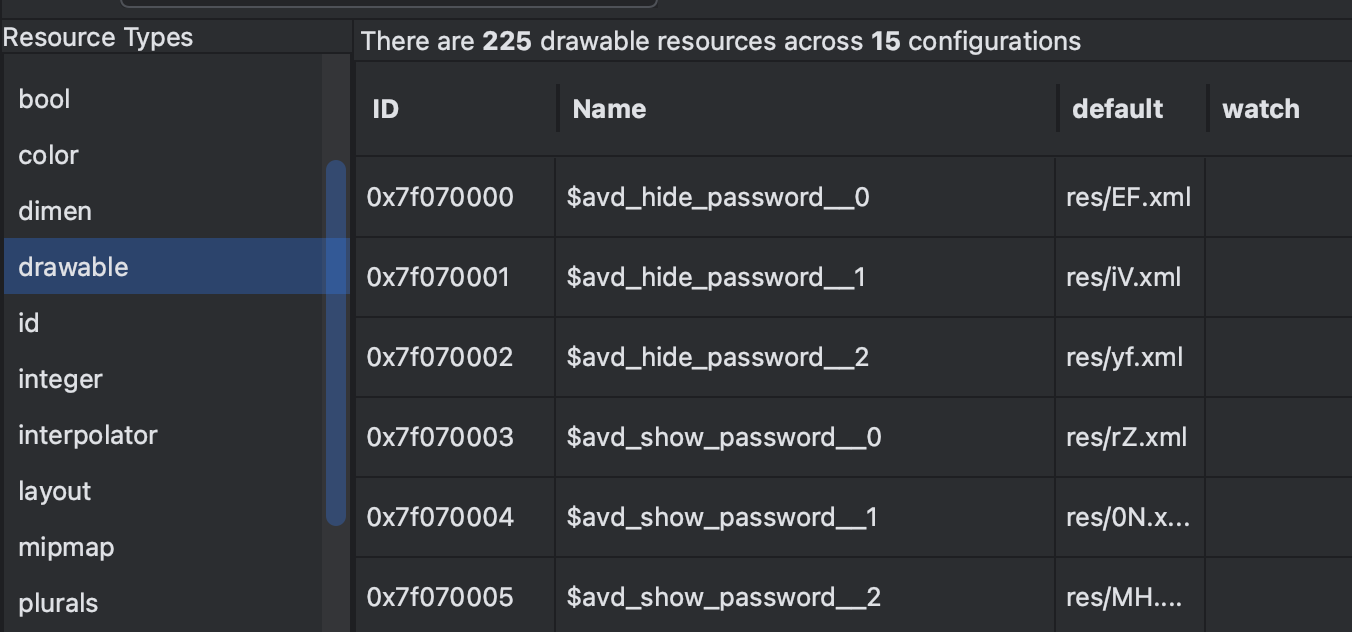 Resource Types
bool
color
dimen
drawable
id
integer
interpolator
layout
mipmap
plurals
There are 225 drawable resources across 15 configurations
ID Name default watch
0x7f070000 $avd_hide_password__0 res/EF.xml
0x7f070001 $avd_hide_password__1 res/iV.xml
0x7f070002 $avd_hide_password__2 res/yf.xml
0x7f070003 $avd_show_password__0 res/rZ.xml
0x7f070004 $avd_show_password__1 res/0N.x...
0x7f070005 $avd_show_password__2 res/MH....